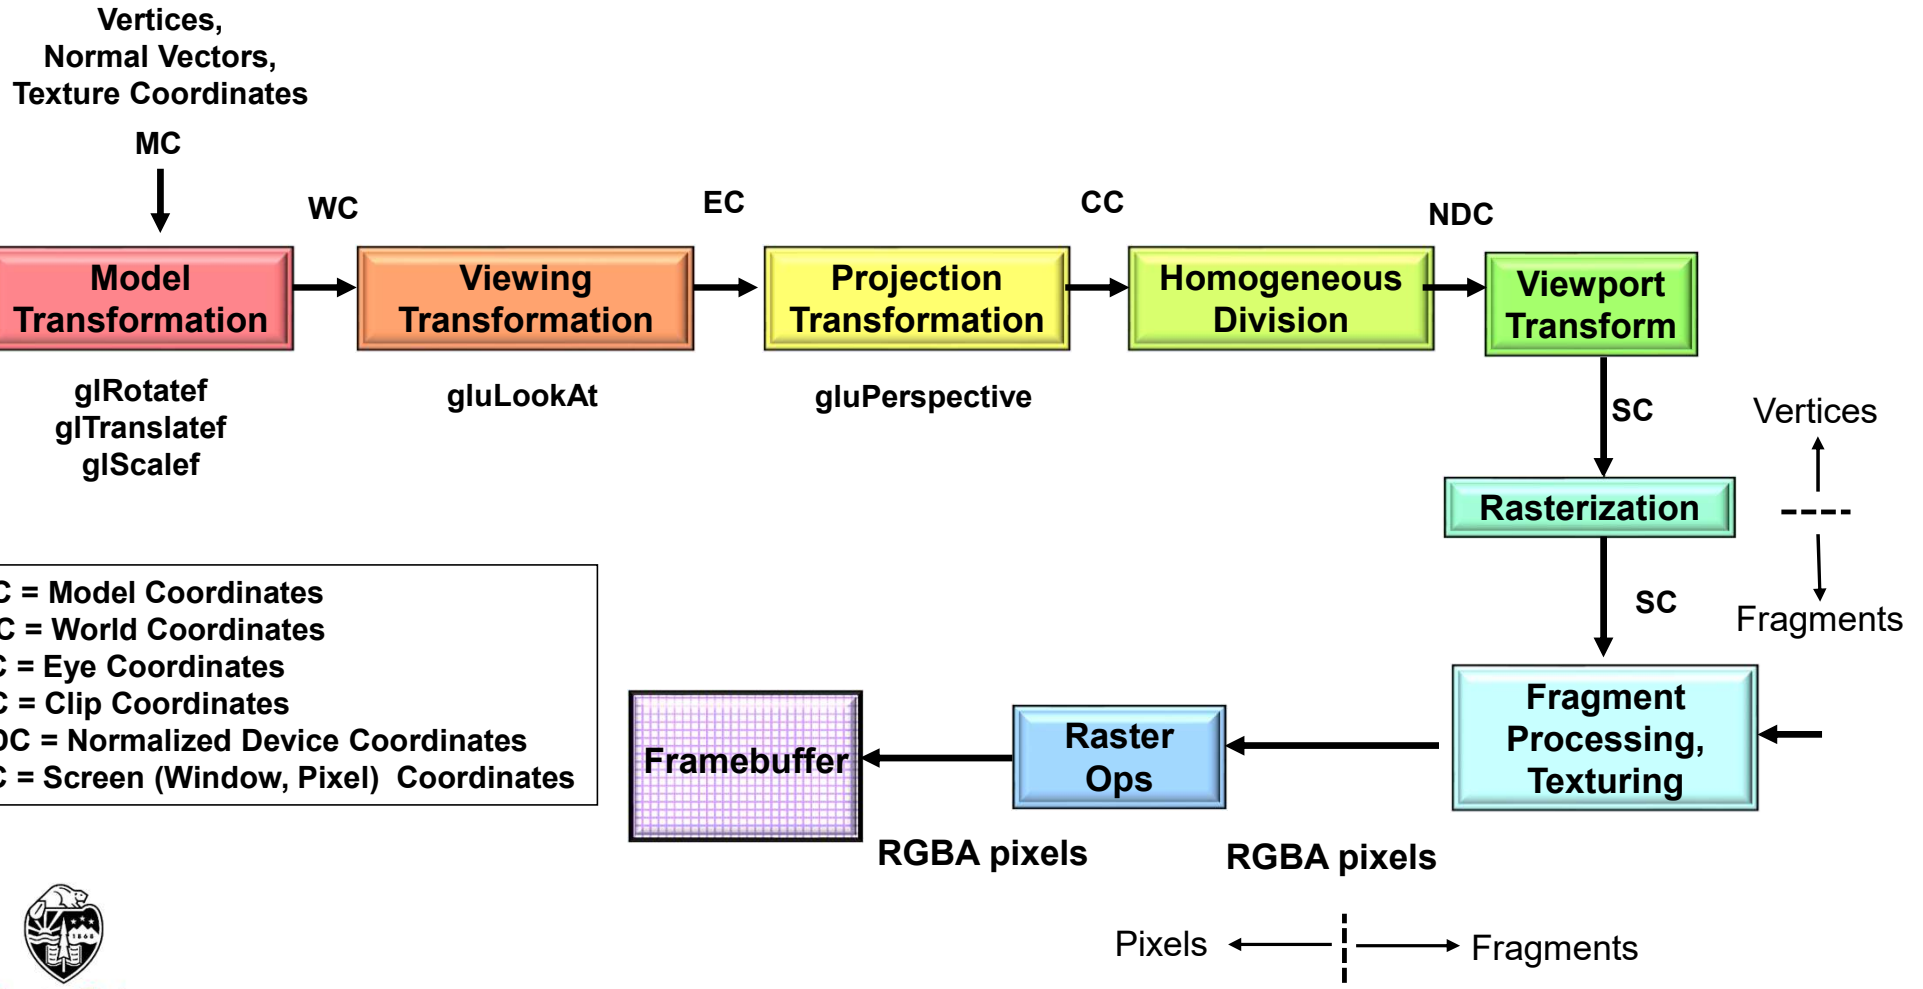 Vertices,
Normal Vectors,
Texture Coordinates
MC
WC
EC
CC
NDC
Model
Transformation
Viewing
Transformation
Projection
Transformation
Homogeneous
Division
Viewport
Transform
glRotatef
glTranslatef
glScalef
gluLookAt
gluPerspective
SC
Vertices
Rasterization
SC
Fragments
C = Model Coordinates
C = World Coordinates
C = Eye Coordinates
C = Clip Coordinates
DC = Normalized Device Coordinates
C = Screen (Window, Pixel) Coordinates
Framebuffer
Raster
Ops
Fragment
Processing,
Texturing
RGBA pixels
RGBA pixels
Pixels
Fragments
1868